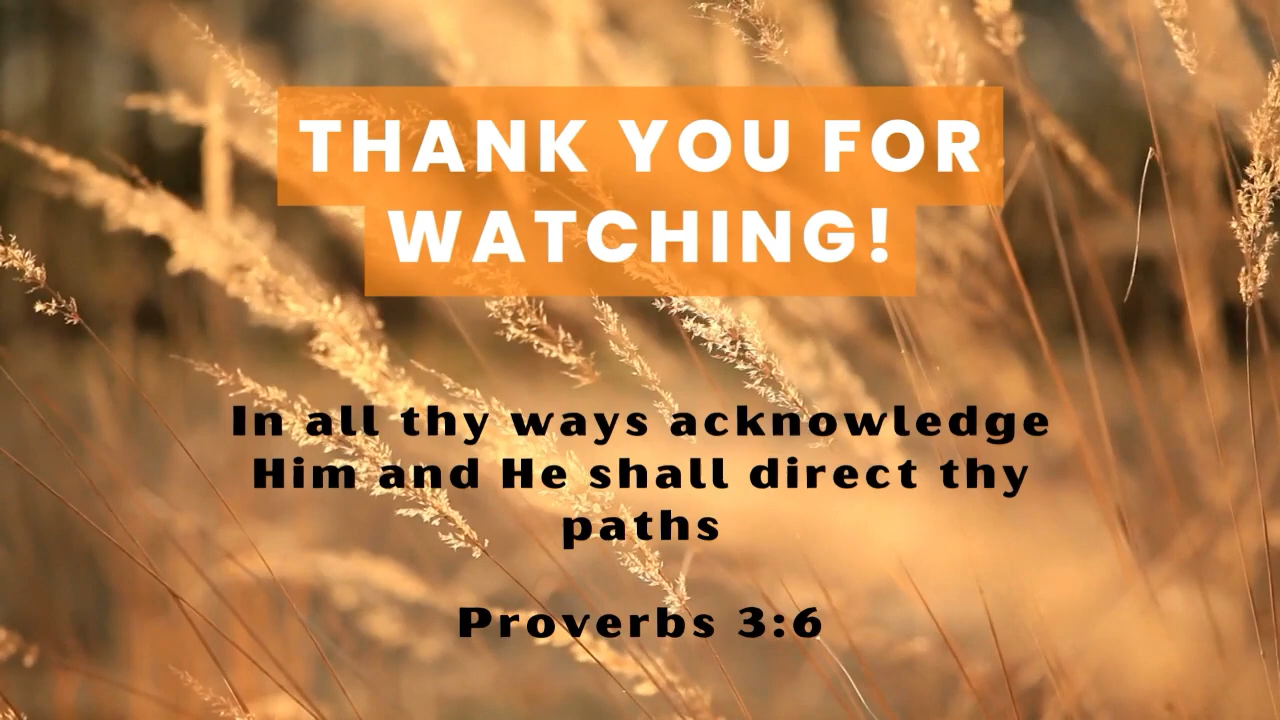 THANK YOU FOR
WATCHING!
In all thy ways acknowledge
Him and He shall direct thy
paths
Proverbs 3:6